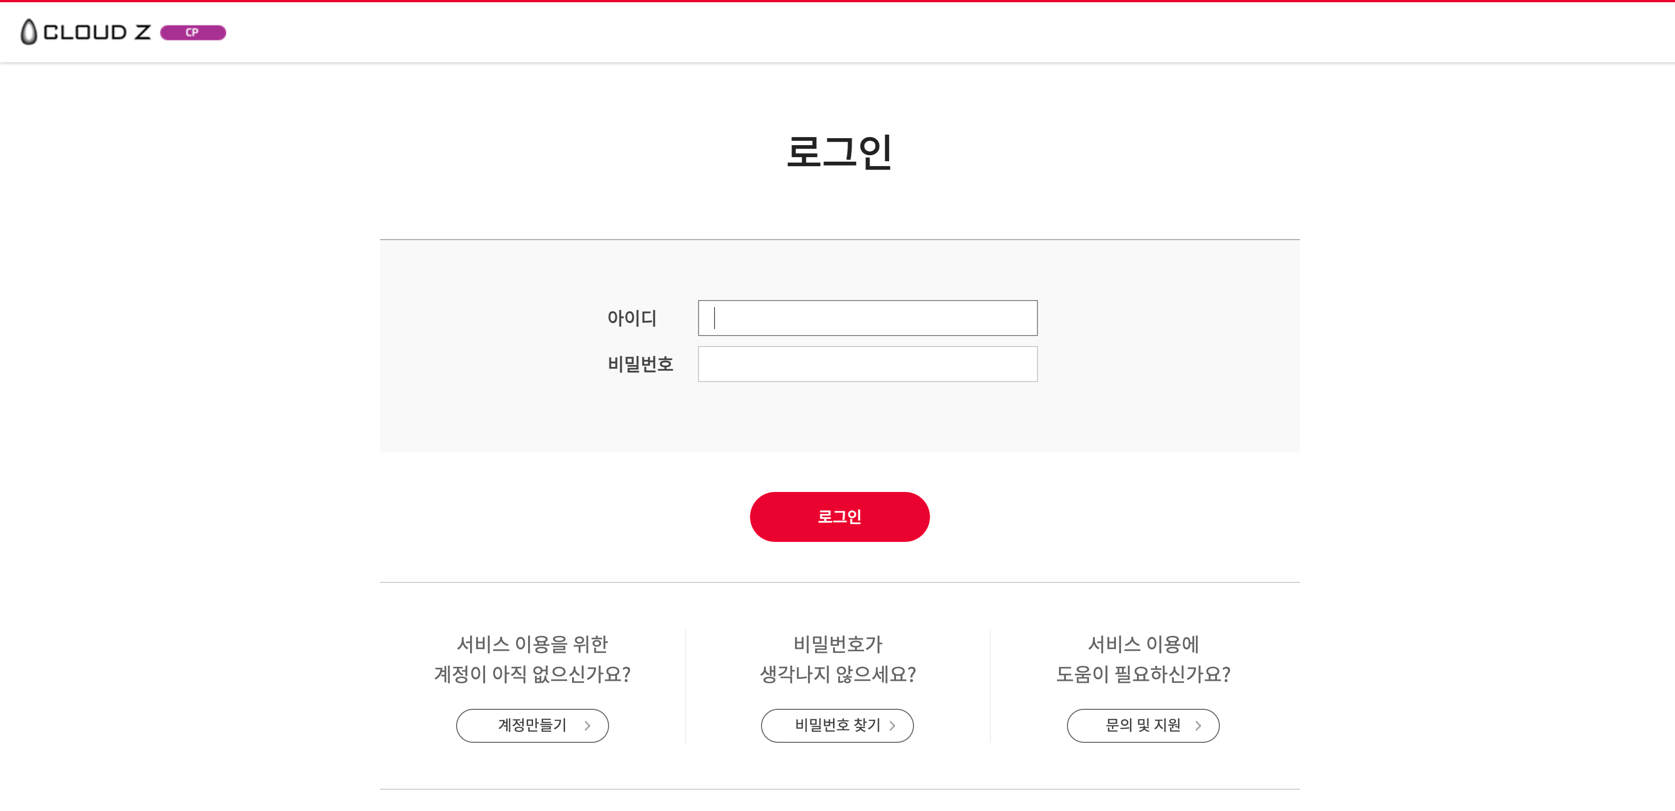 CLOUD Z CP
로그인
아이디
비밀번호
로그인
서비스 이용을 위한
계정이 아직 없으신가요?
계정만들기
비밀번호가
생각나지 않으세요?
비밀번호 찾기
서비스 이용에
도움이 필요하신가요?
문의 및 지원